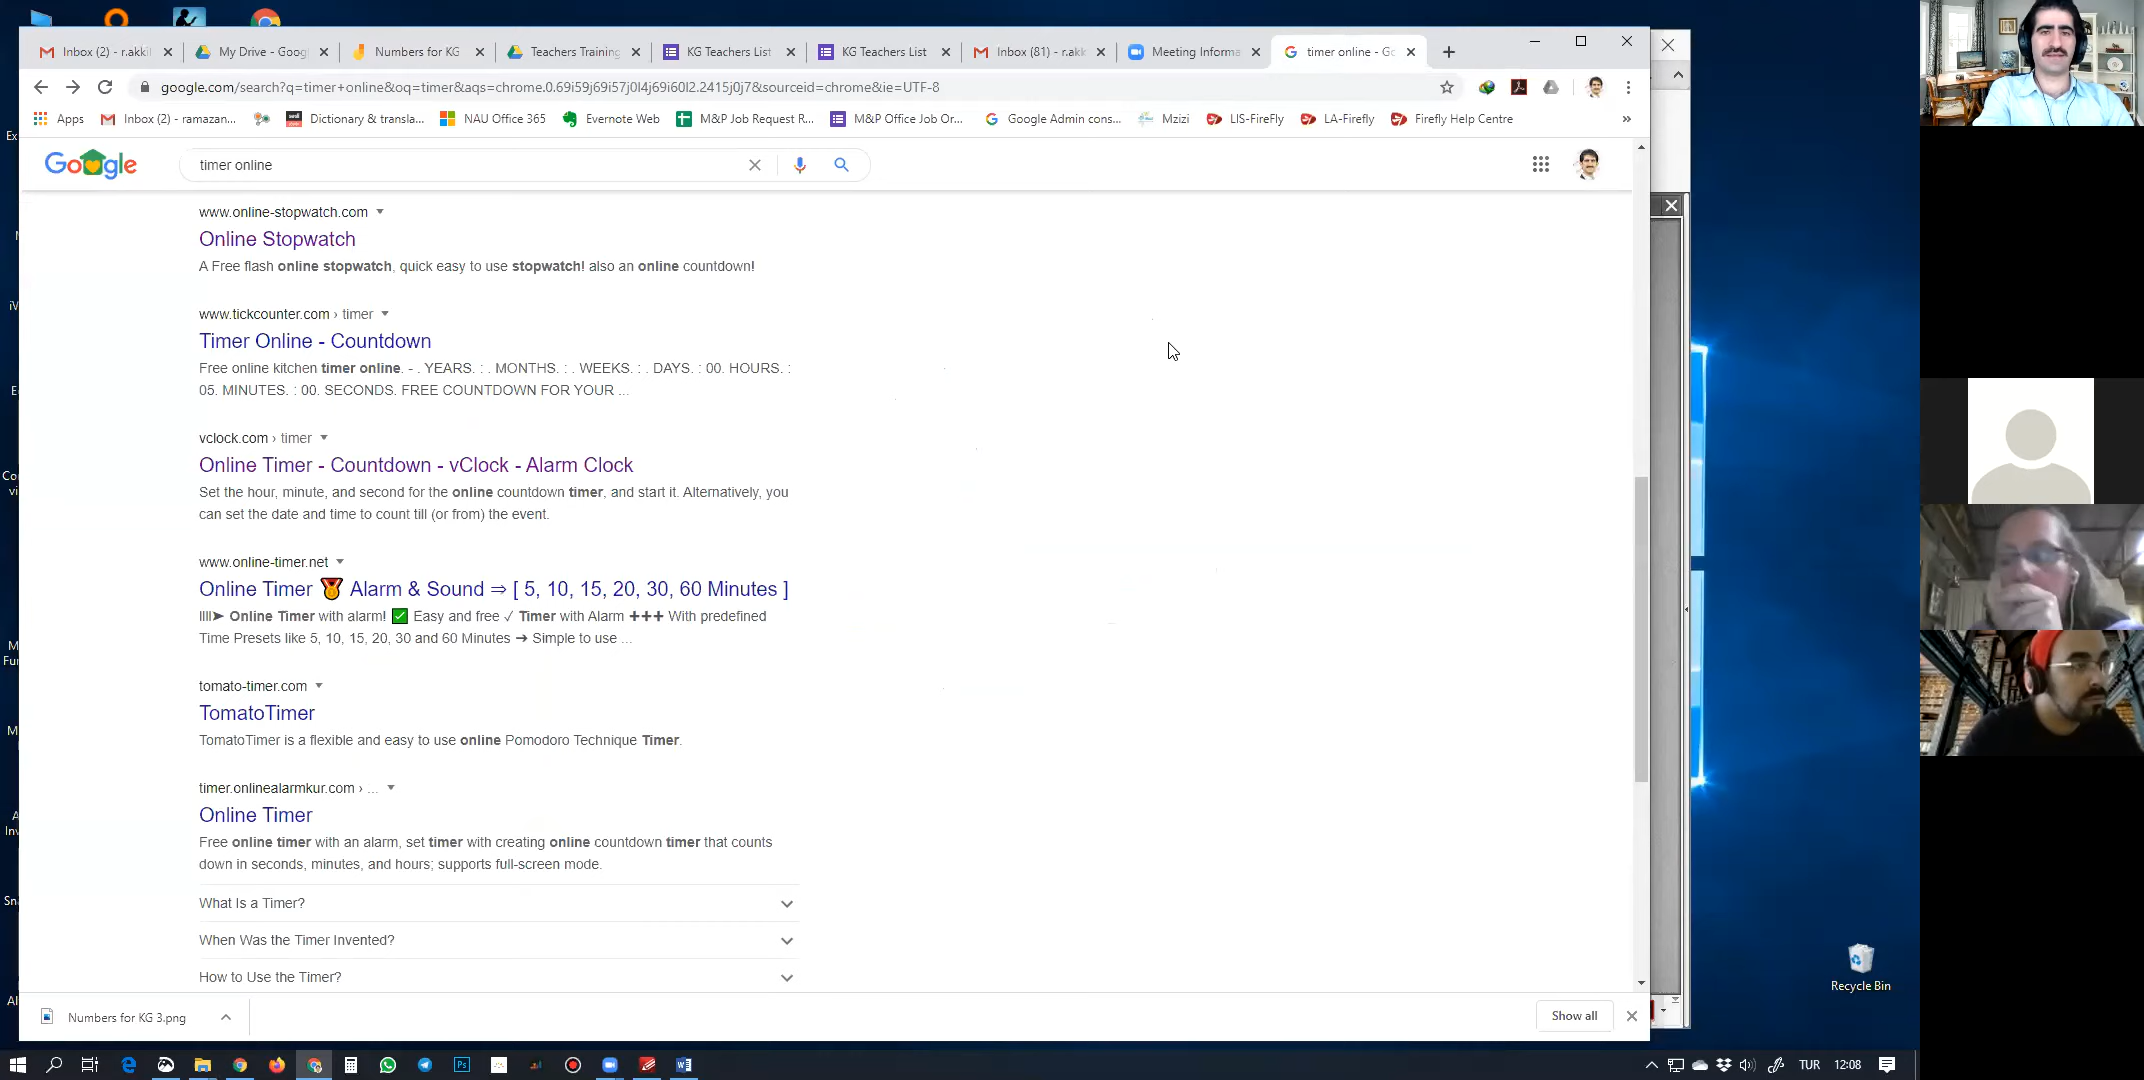 Inbox (2) - r.akki
My Drive - Goog
Numbers for KG
Teachers Training
KG Teachers List
KG Teachers List
Inbox (81) - r.akk
Meeting Informa
timer online - Go
google.com/search?q=timer+online&oq=timer&aqs=chrome.0.69i59j69i57j0l4j69i60l2.2415j0j7&sourceid=chrome&ie=UTF-8
Apps
Inbox (2) - ramazan...
Dictionary & transla...
NAU Office 365
Evernote Web
M&P Job Request R...
M&P Office Job Or...
Google Admin cons...
Mzizi
LIS-FireFly
LA-Firefly
Firefly Help Centre
»
Google
timer online
www.online-stopwatch.com
Online Stopwatch
A Free flash online stopwatch, quick easy to use stopwatch! also an online countdown!
www.tickcounter.com › timer
Timer Online - Countdown
Free online kitchen timer online. - . YEARS. : . MONTHS. : . WEEKS. : . DAYS. : 00. HOURS. :
05. MINUTES. : 00. SECONDS. FREE COUNTDOWN FOR YOUR ...
vclock.com › timer
Online Timer - Countdown - vClock - Alarm Clock
Set the hour, minute, and second for the online countdown timer, and start it. Alternatively, you
can set the date and time to count till (or from) the event.
www.online-timer.net
Online Timer 🏅 Alarm & Sound ⇒ [ 5, 10, 15, 20, 30, 60 Minutes ]
llll➤ Online Timer with alarm! ✅ Easy and free ✓ Timer with Alarm ✚✚✚ With predefined
Time Presets like 5, 10, 15, 20, 30 and 60 Minutes ➔ Simple to use ...
tomato-timer.com
TomatoTimer
TomatoTimer is a flexible and easy to use online Pomodoro Technique Timer.
timer.onlinealarmkur.com › ...
Online Timer
Free online timer with an alarm, set timer with creating online countdown timer that counts
down in seconds, minutes, and hours; supports full-screen mode.
What Is a Timer?
When Was the Timer Invented?
How to Use the Timer?
Numbers for KG 3.png
Show all
Recycle Bin
TUR
12:08